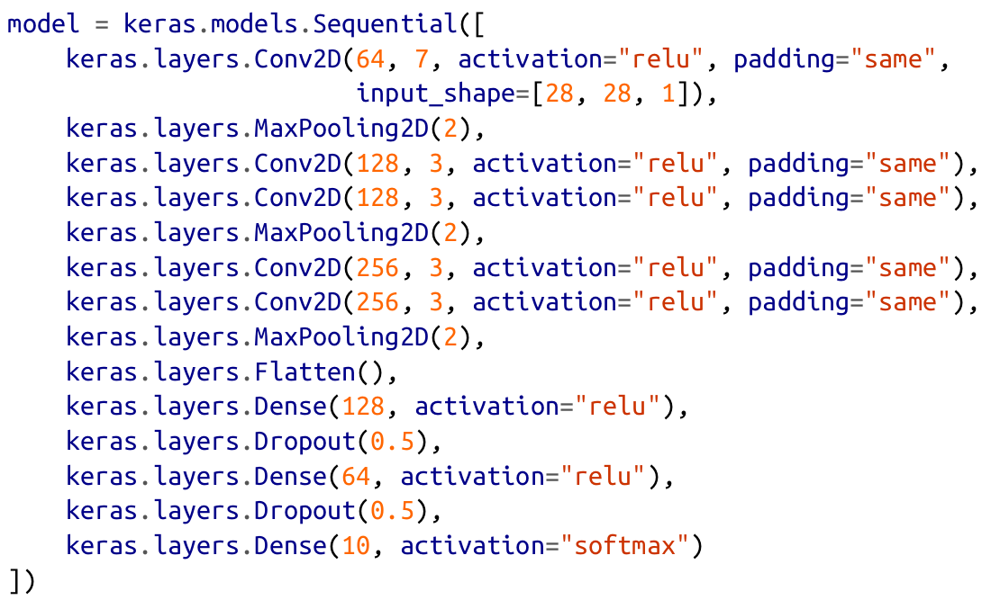 model = keras.models.Sequential([
    keras.layers.Conv2D(64, 7, activation="relu", padding="same",
                        input_shape=[28, 28, 1]),
    keras.layers.MaxPooling2D(2),
    keras.layers.Conv2D(128, 3, activation="relu", padding="same"),
    keras.layers.Conv2D(128, 3, activation="relu", padding="same"),
    keras.layers.MaxPooling2D(2),
    keras.layers.Conv2D(256, 3, activation="relu", padding="same"),
    keras.layers.Conv2D(256, 3, activation="relu", padding="same"),
    keras.layers.MaxPooling2D(2),
    keras.layers.Flatten(),
    keras.layers.Dense(128, activation="relu"),
    keras.layers.Dropout(0.5),
    keras.layers.Dense(64, activation="relu"),
    keras.layers.Dropout(0.5),
    keras.layers.Dense(10, activation="softmax")
])